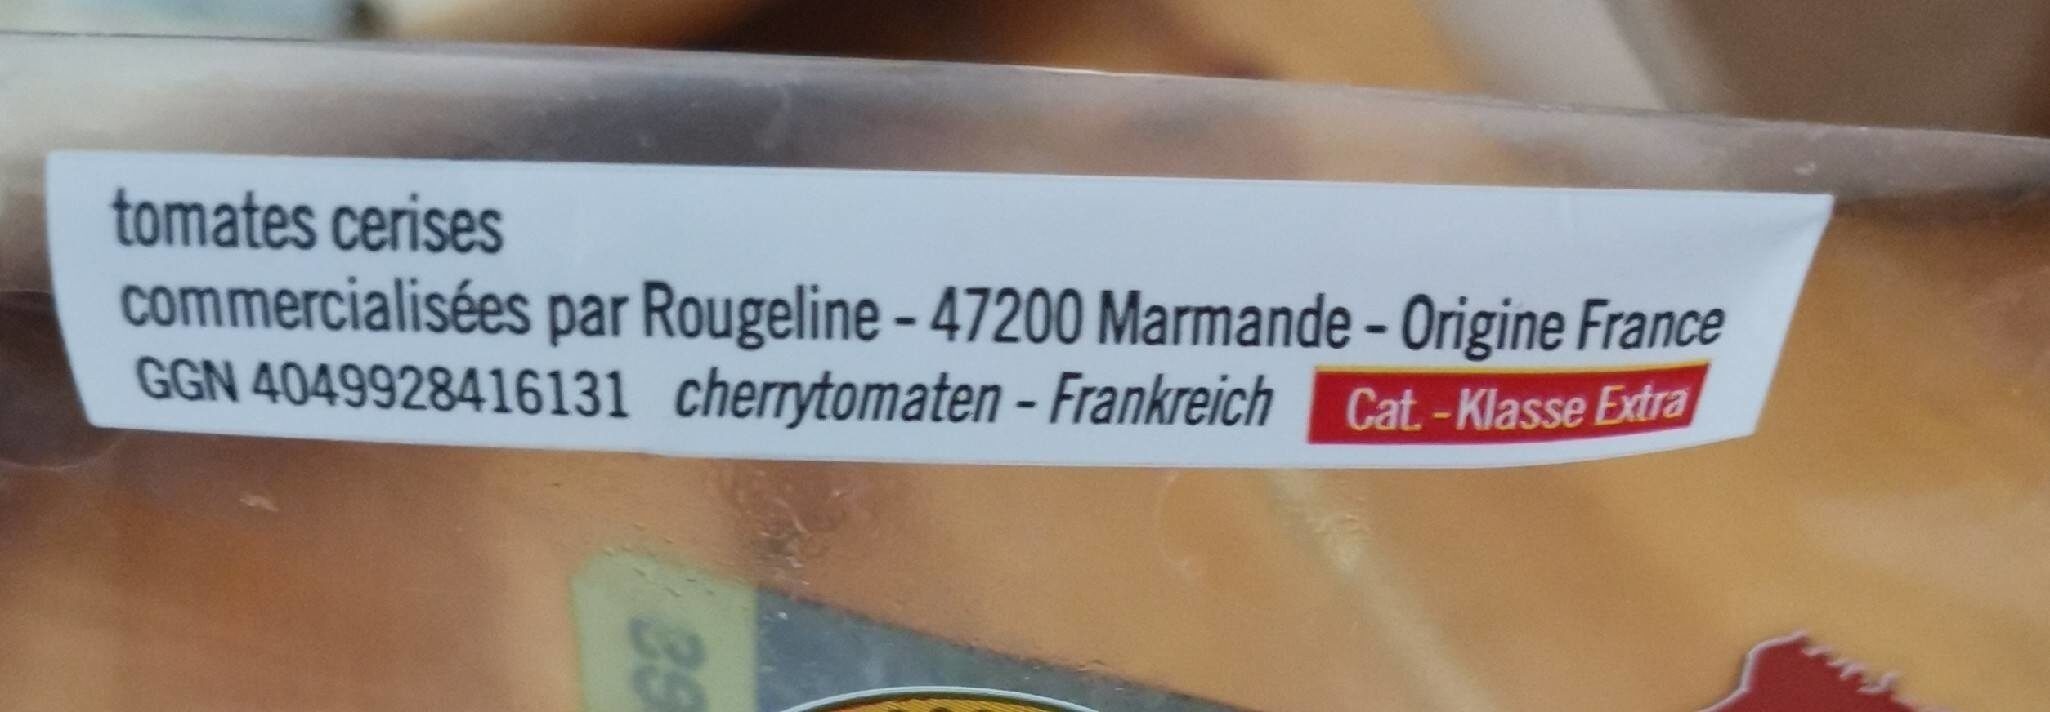 tomates cerises
commercialisées par Rougeline - 47200 Marmande - Origine France
GGN 4049928416131 cherrytomaten - Frankreich Cat. - Klasse Extra